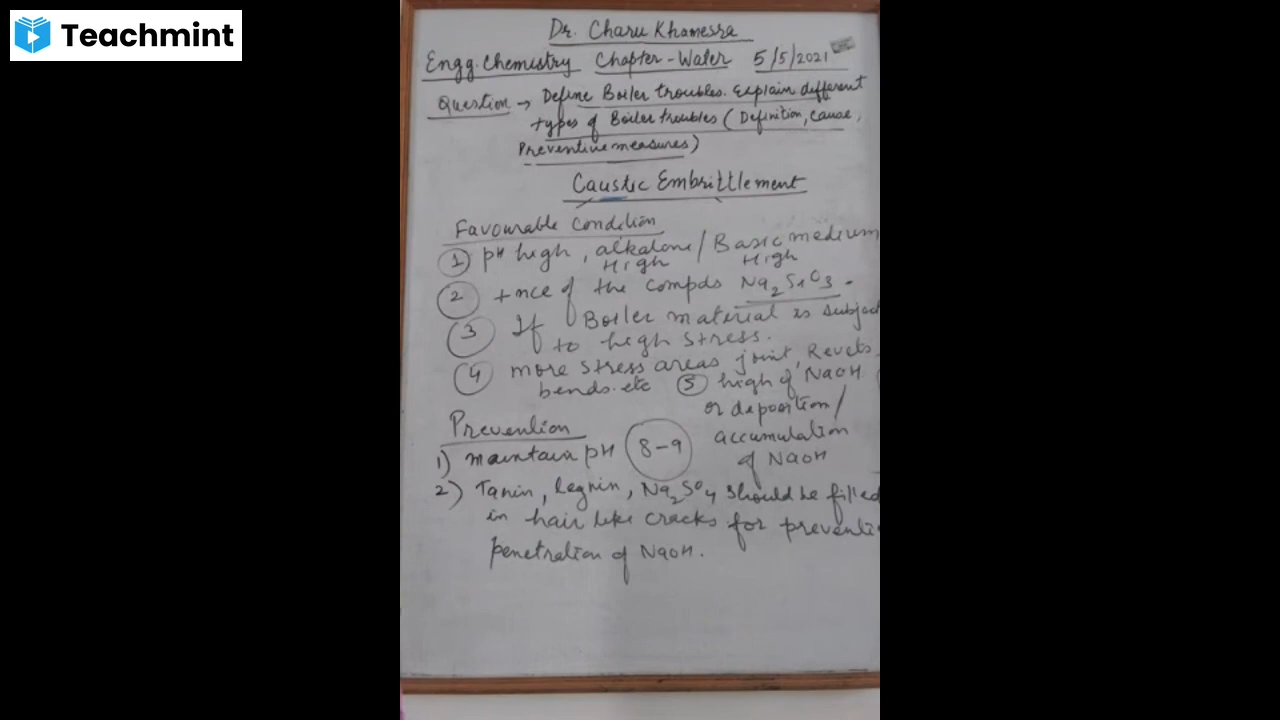 Teachmint
Dr. Charu Khamesra
Engg. Chemistry Chapter - Water 5/5/2021
Question → Define Boiler troubles. Explain different
types of Boiler troubles (Definition, cause,
Preventive measures)
Caustic Embrittlement
Favourable Condition
① pH high, alkalone / Basic medium
High High
② +nce of the compds Na2SiO3.
③ If Boiler material is subject
to high stress.
④ more stress areas joint, Revets,
bends. etc ⑤ high of NaOH
or deposition /
accumulation
of NaOH
Prevention
1) maintain pH 8-9
2) Tanin, legnin, Na2SO4 should be filled
in hair like cracks for preventi
penetration of NaOH.